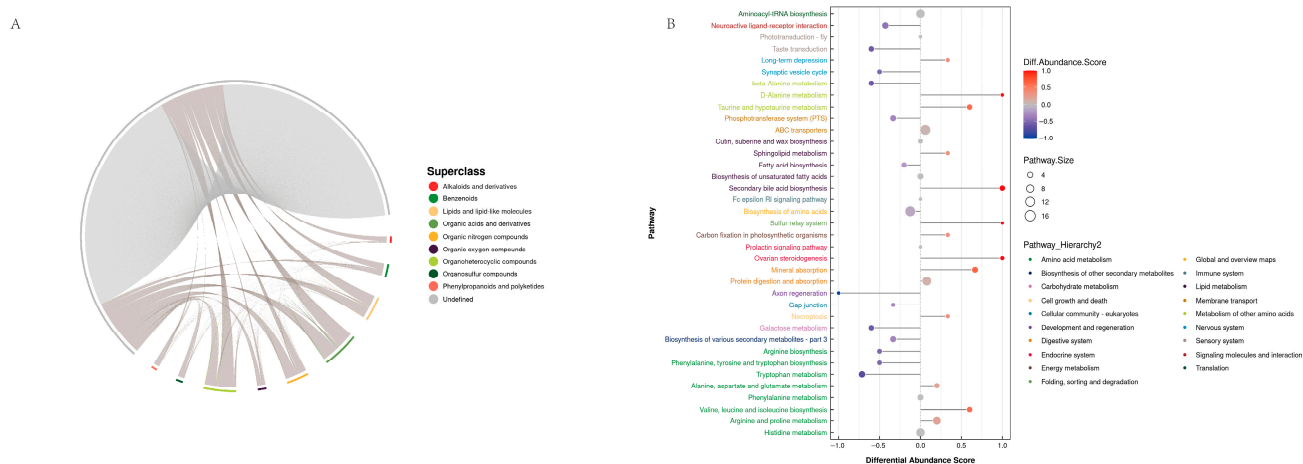 A
Superclass
Alkaloids and derivatives
Benzenoids
Lipids and lipid-like molecules
Organic acids and derivatives
Organic nitrogen compounds
Organic oxygen compounds
Organoheterocyclic compounds
Organosulfur compounds
Phenylpropanoids and polyketides
Undefined
B
Pathway
Aminoacyl-tRNA biosynthesis
Neuroactive ligand-receptor interaction
Phototransduction - fly
Taste transduction
Long-term depression
Synaptic vesicle cycle
beta-Alanine metabolism
D-Alanine metabolism
Taurine and hypotaurine metabolism
Phosphotransferase system (PTS)
ABC transporters
Cutin, suberine and wax biosynthesis
Sphingolipid metabolism
Fatty acid biosynthesis
Biosynthesis of unsaturated fatty acids
Secondary bile acid biosynthesis
Fc epsilon RI signaling pathway
Biosynthesis of amino acids
Sulfur relay system
Carbon fixation in photosynthetic organisms
Prolactin signaling pathway
Ovarian steroidogenesis
Mineral absorption
Protein digestion and absorption
Axon regeneration
Gap junction
Necroptosis
Galactose metabolism
Biosynthesis of various secondary metabolites - part 3
Arginine biosynthesis
Phenylalanine, tyrosine and tryptophan biosynthesis
Tryptophan metabolism
Alanine, aspartate and glutamate metabolism
Phenylalanine metabolism
Valine, leucine and isoleucine biosynthesis
Arginine and proline metabolism
Histidine metabolism
−1.0 −0.5 0.0 0.5 1.0
Differential Abundance Score
Diff.Abundance.Score
1.0
0.5
0.0
−0.5
−1.0
Pathway.Size
4
8
12
16
Pathway_Hierarchy2
Amino acid metabolism
Biosynthesis of other secondary metabolites
Carbohydrate metabolism
Cell growth and death
Cellular community - eukaryotes
Development and regeneration
Digestive system
Endocrine system
Energy metabolism
Folding, sorting and degradation
Global and overview maps
Immune system
Lipid metabolism
Membrane transport
Metabolism of other amino acids
Nervous system
Sensory system
Signaling molecules and interaction
Translation